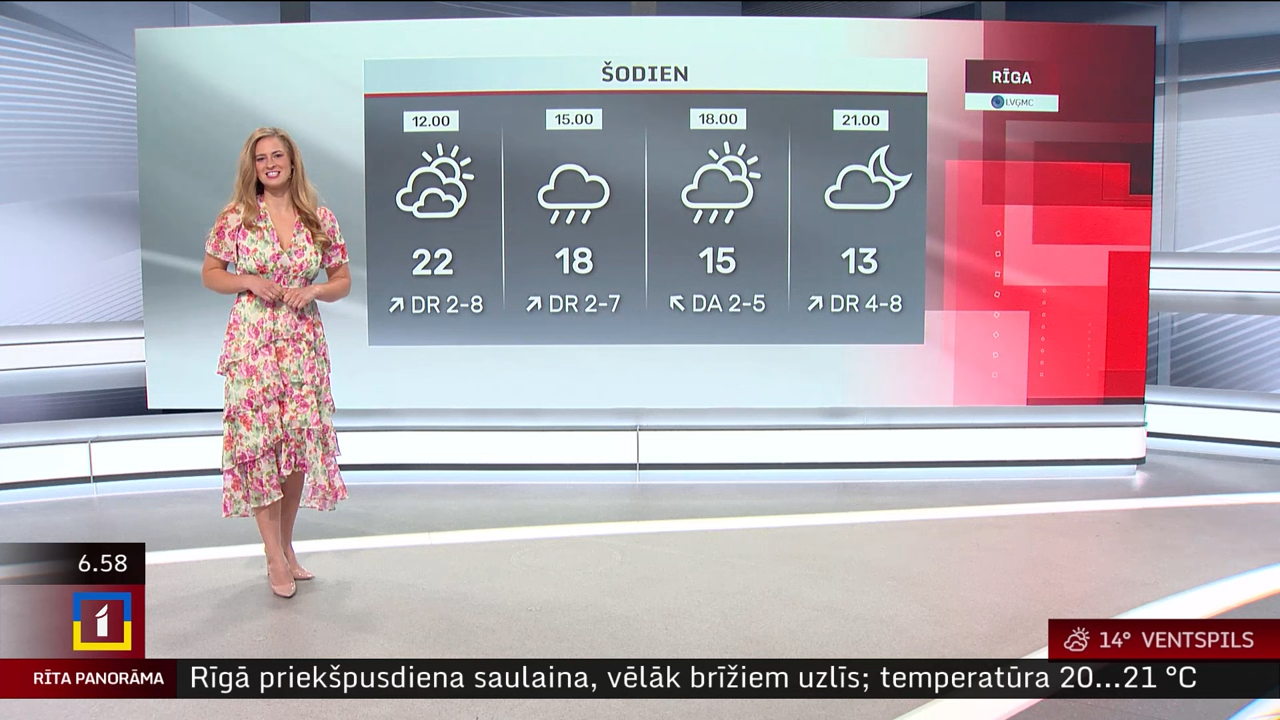 ŠODIEN
RĪGA
LVĢMC
12.00 15.00 18.00 21.00
22 18 15 13
DR 2-8 DR 2-7 DA 2-5 DR 4-8
6.58
1
14° VENTSPILS
RĪTA PANORĀMA
Rīgā priekšpusdiena saulaina, vēlāk brīžiem uzlīs; temperatūra 20...21 °C